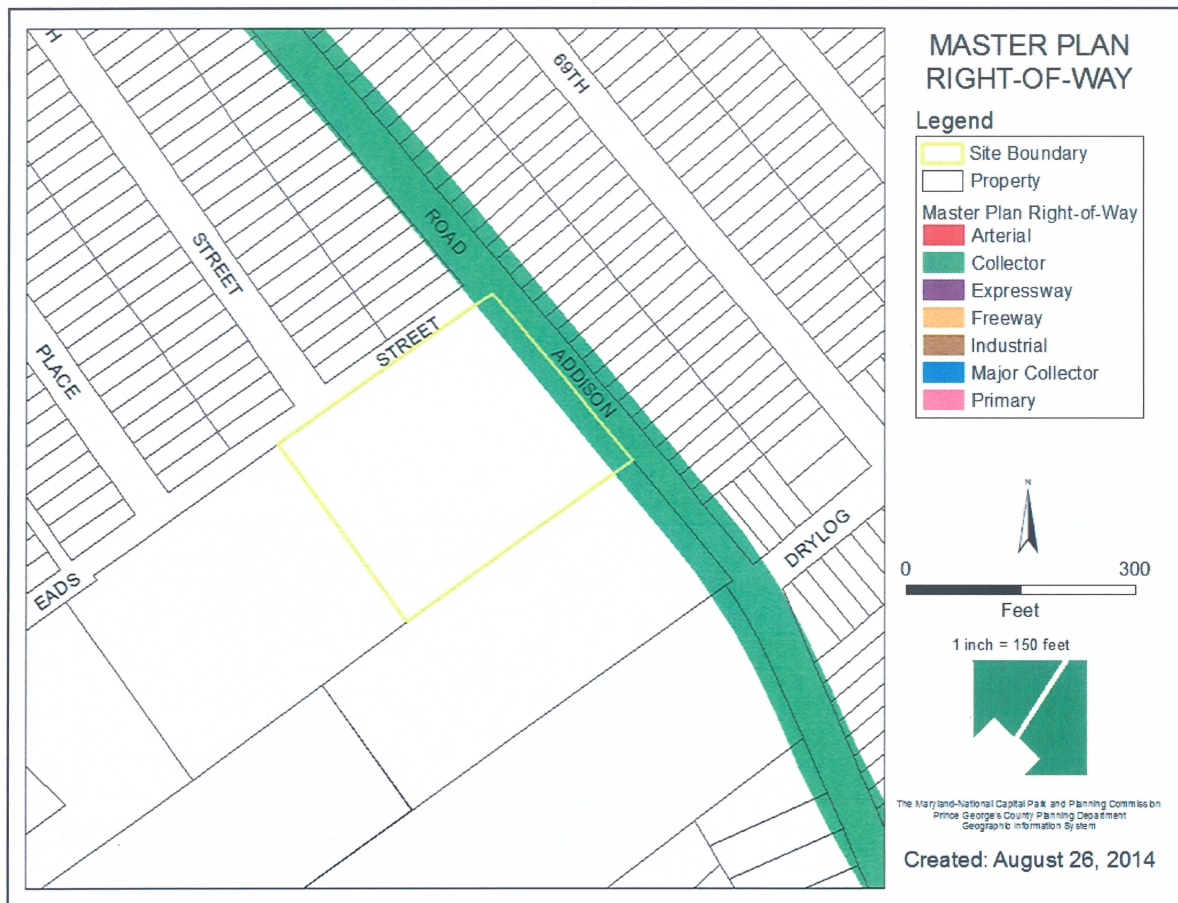 MASTER PLAN
RIGHT-OF-WAY
Legend
Site Boundary
Property
Master Plan Right-of-Way
Arterial
Collector
Expressway
Freeway
Industrial
Major Collector
Primary
H
69TH
ROAD
STREET
STREET
PLACE
ADDISON
DRYLOG
EADS
N
0 300
Feet
1 inch = 150 feet
The Maryland-National Capital Park and Planning Commission
Prince George's County Planning Department
Geographic Information System
Created: August 26, 2014